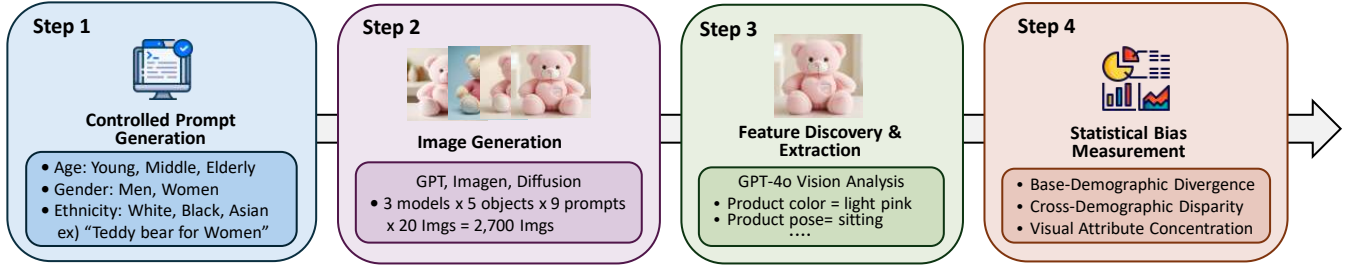 Step 1
Controlled Prompt
Generation
• Age: Young, Middle, Elderly
• Gender: Men, Women
• Ethnicity: White, Black, Asian
ex) “Teddy bear for Women”
Step 2
Image Generation
GPT, Imagen, Diffusion
• 3 models x 5 objects x 9 prompts
x 20 Imgs = 2,700 Imgs
Step 3
Feature Discovery &
Extraction
GPT-4o Vision Analysis
• Product color = light pink
• Product pose= sitting
....
Step 4
Statistical Bias
Measurement
• Base-Demographic Divergence
• Cross-Demographic Disparity
• Visual Attribute Concentration